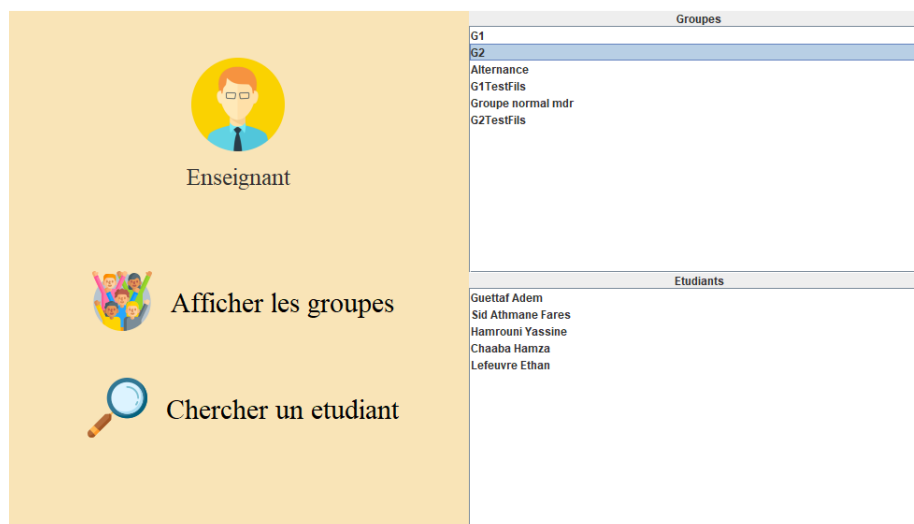 Enseignant
Afficher les groupes
Chercher un etudiant
Groupes
G1
G2
Alternance
G1TestFils
Groupe normal mdr
G2TestFils
Etudiants
Guettaf Adem
Sid Athmane Fares
Hamrouni Yassine
Chaaba Hamza
Lefeuvre Ethan